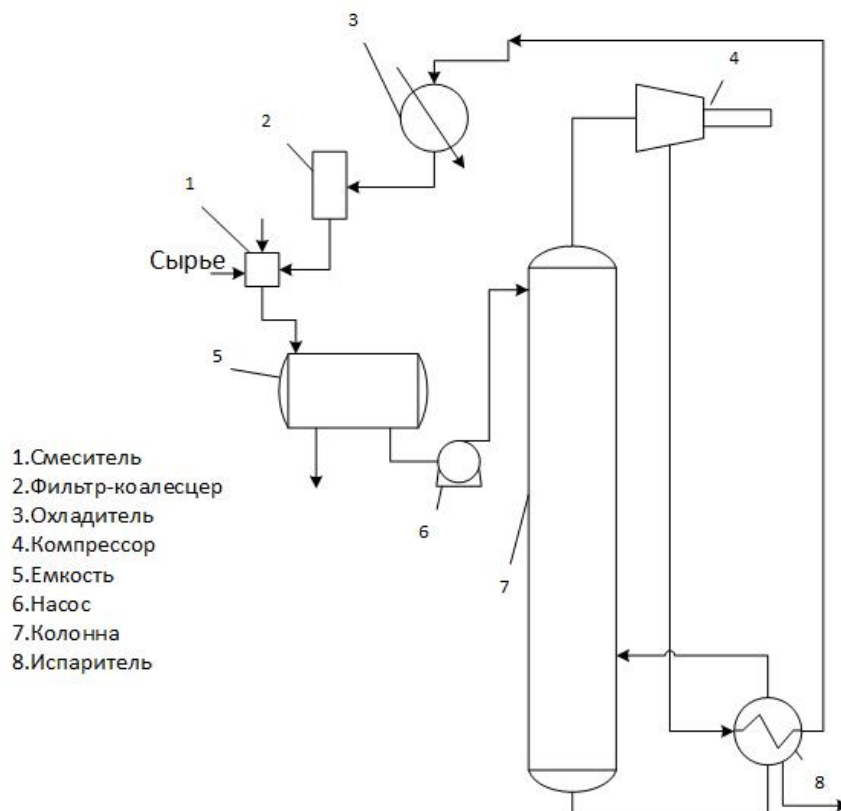 3
4
2
1
Сырье
5
1.Смеситель
2.Фильтр-коалесцер
3.Охладитель
4.Компрессор
5.Емкость
6.Насос
7.Колонна
8.Испаритель
6
7
8